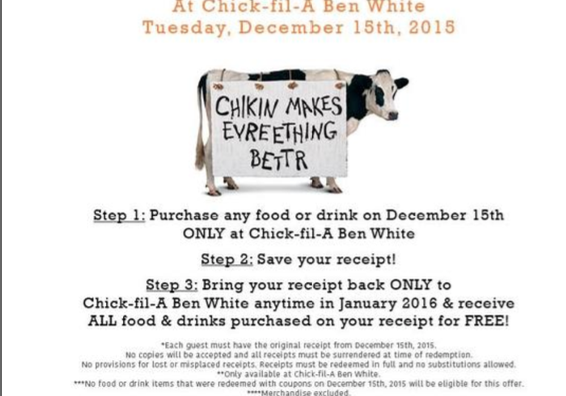 At Chick-fil-A Ben White
Tuesday, December 15th, 2015
CHIKIN MAKES
EVREETHING
BETTR
Step 1: Purchase any food or drink on December 15th
ONLY at Chick-fil-A Ben White
Step 2: Save your receipt!
Step 3: Bring your receipt back ONLY to
Chick-fil-A Ben White anytime in January 2016 & receive
ALL food & drinks purchased on your receipt for FREE!
*Each guest must have the original receipt from December 15th, 2015.
No copies will be accepted and all receipts must be surrendered at time of redemption.
No provisions for lost or misplaced receipts. Receipts must be redeemed in full and no substitutions allowed.
**Only available at Chick-fil-A Ben White.
***No food or drink items that were redeemed with coupons on December 15th, 2015 will be eligible for this offer.
****Merchandise excluded.